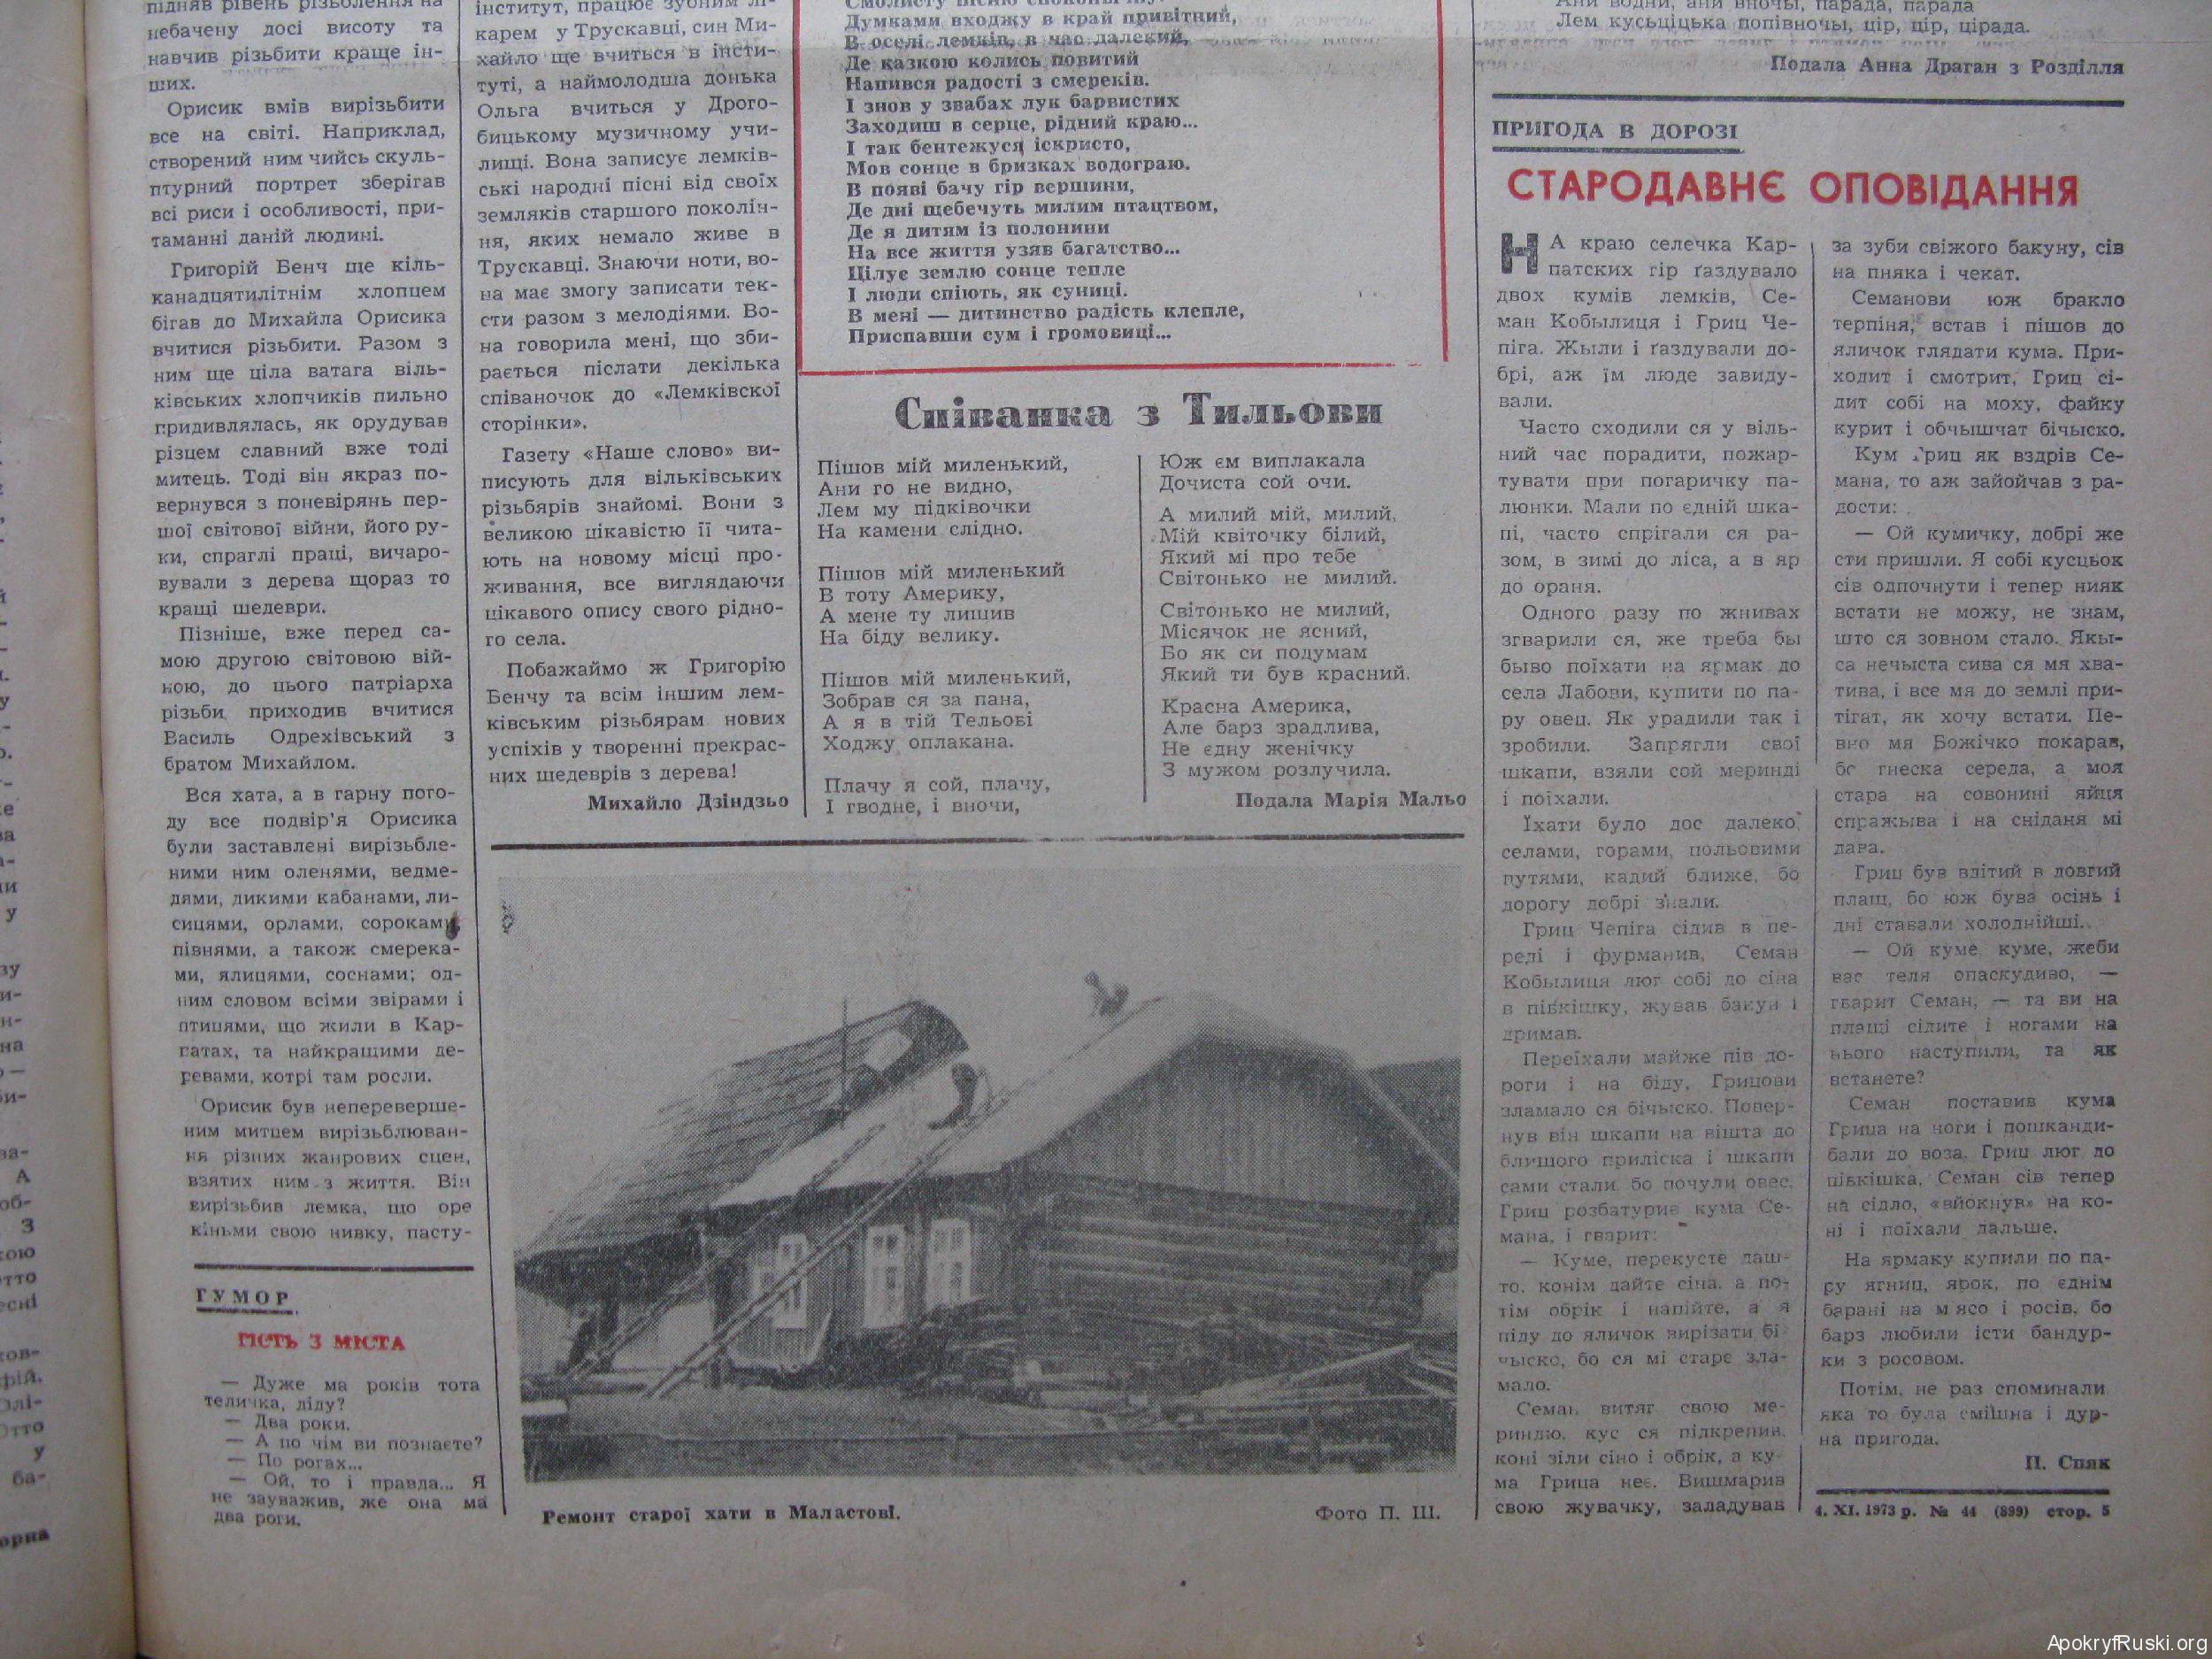 підняв рівень різьблення на
небачену досі висоту та
навчив різьбити краще ін-
ших.
Орисик вмів вирізьбити
все на світі. Наприклад,
створений ним чийсь скуль-
птурний портрет зберігав
всі риси і особливості, при-
таманні даній людині.
Григорій Бенч ще кіль-
канадцятилітнім хлопцем
бігав до Михайла Орисика
вчитися різьбити. Разом з
ним ще ціла ватага віль-
ківських хлопчиків пильно
придивлялась, як орудував
різцем славний вже тоді
митець. Тоді він якраз по-
вернувся з поневірянь пер-
шої світової війни, його ру-
ки, спраглі праці, вичаро-
вували з дерева щораз то
кращі шедеври.
Пізніше, вже перед са-
мою другою світовою вій-
ною, до цього патріарха
різьби приходив вчитися
Василь Одрехівський з
братом Михайлом.
Вся хата, а в гарну пого-
ду все подвір'я Орисика
були заставлені вирізьбле-
ними ним оленями, ведме-
дями, дикими кабанами, ли-
сицями, орлами, сороками
півнями, а також смерека-
ми, ялицями, соснами; од-
ним словом всіми звірами і
птицями, що жили в Кар-
патах, та найкращими де-
ревами, котрі там росли.
Орисик був неперевершe-
ним митцем вирізьблюван-
ня різних жанрових сцен,
взятих ним з життя. Він
вирізьбив лемка, що оре
кіньми свою нивку, пасту-
ГУМОР
ГІСТЬ З МІСТА
— Дуже ма років тота
теличка, діду?
— Два роки.
— А по чім ви познаєте?
— По рогах...
— Ой, то і правда... Я
не зауважив, же она ма
два роги.
інститут, працює зубним лі-
карем у Трускавці, син Ми-
хайло ще вчиться в інсти-
туті, а наймолодша донька
Ольга вчиться у Дрого-
бицькому музичному учи-
лищі. Вона записує лемків-
ські народні пісні від своїх
земляків старшого поколін-
ня, яких немало живе в
Трускавці. Знаючи ноти, во-
на має змогу записати тек-
сти разом з мелодіями. Во-
на говорила мені, що зби-
рається післати декілька
співаночок до «Лемківскої
сторінки».
Газету «Наше слово» ви-
писують для вільківських
різьбярів знайомі. Вони з
великою цікавістю її чита-
ють на новому місці про-
живання, все виглядаючи
цікавого опису свого рідно-
го села.
Побажаймо ж Григорію
Бенчу та всім іншим лем-
ківським різьбярам нових
успіхів у творенні прекрас-
них шедеврів з дерева!
Михайло Дзіндзьо
Думками входжу в край привітний,
В оселі лемків, в час далекий,
Де казкою колись повитий
Напився радості з смереків.
І знов у звабах лук барвистих
Заходиш в серце, рідний краю...
І так бентежуся іскристо,
Мов сонце в бризках водограю.
В появі бачу гір вершини,
Де дні щебечуть милим птацтвом,
Де я дитям із полонини
На все життя узяв багатство...
Цілує землю сонце тепле
І люди спіють, як суниці.
В мені — дитинство радість клепле,
Приспавши сум і громовиці...
Співанка з Тильови
Пішов мій миленький,
Ани го не видно,
Лем му підківочки
На камени слідно.
Пішов мій миленький
В тоту Америку,
А мене ту лишив
На біду велику.
Пішов мій миленький,
Зобрав ся за пана,
А я в тій Тельові
Ходжу оплакана.
Плачу я сой, плачу,
І гводне, і вночи,
Юж єм виплакала
Дочиста сой очи.
А милий мій, милий,
Мій квіточку білий,
Який мі про тебе
Світонько не милий.
Світонько не милий,
Місячок не ясний,
Бо як си подумам
Який ти був красний.
Красна Америка,
Але барз зрадлива,
Не єдну женічку
З мужом розлучила.
Подала Марія Мальо
Ремонт старої хати в Маластові.
Фото П. Ш.
Ани водни, ани вночы, парада, парада
Лем кусьціцька попівночы, цір, цір, цірада.
Подала Анна Драган з Розділля
ПРИГОДА В ДОРОЗІ
СТАРОДАВНЄ ОПОВІДАННЯ
НА краю селечка Кар-
патских гір ґаздувало
двох кумів лемків, Се-
ман Кобылиця і Гриц Че-
піга. Жыли і ґаздували до-
брі, аж їм люде завиду-
вали.
Часто сходили ся у віль-
ний час порадити, пожар-
тувати при погаричку па-
люнки. Мали по єдній шка-
пі, часто спрігали ся ра-
зом, в зимі до ліса, а в яр
до ораня.
Одного разу по жнивах
згварили ся, же треба бы
быво поїхати на ярмак до
села Лабови, купити по па-
ру овец. Як урадили так і
зробили. Запрягли свої
шкапи, взяли сой меринді
і поїхали.
Їхати було дос далеко,
селами, горами, польовими
путями, кадий ближе, бо
дорогу добрі знали.
Гриц Чепіга сідив в пе-
реді і фурманив, Семан
Кобылиця люг собі до сіна
в півкішку, жував бакун і
дримав.
Переїхали майже пів до-
роги і на біду, Грицови
зламало ся бічыско. Повер-
нув він шкапи на вішта до
близшого приліска і шкапи
сами стали, бо почули овес.
Гриц розбатурив кума Се-
мана, і гварит:
— Куме, перекусте дашь-
то, конім дайте сіна, а по-
тім обрік і напійте, а я
піду до яличок вирізати бі-
чыско, бо ся мі старе зла-
мало.
Семан витяг свою ме-
риндю, кус ся підкрепив,
коні зіли сіно і обрік, а ку-
ма Грица неє. Вишмарив
свою жувачку, заладував
за зуби свіжого бакуну, сів
на пняка і чекат.
Семанови юж бракло
терпіня, встав і пішов до
яличок глядати кума. При-
ходит і смотрит, Гриц сі-
дит собі на моху, файку
курит і обчышчат бічыско.
Кум Гриц як вздрів Се-
мана, то аж зайойчав з ра-
дости:
— Ой кумичку, добрі же
сти пришли. Я собі кусцьок
сів одпочнути і тепер нияк
встати не можу, не знам,
што ся зовном стало. Якы-
са нечыста сива ся мя хва-
тива, і все мя до землі при-
тігат, як хочу встати. Пе-
вно мя Божічко покарав,
бо гнеска середа, а моя
стара на совонині яйця
спражыва і на сніданя мі
дава.
Гриц був вдітий в довгий
плащ, бо юж бува осінь і
дні ставали холоднійші.
— Ой куме, куме, жеби
вас теля опаскудиво, —
гварит Семан, — та ви на
плащі сідите і ногами на
нього наступили, та як
встанете?
Семан поставив кума
Грица на ноги і пошканди-
бали до воза. Гриц люг до
півкішка, Семан сів тепер
на сідло, «вйокнув» на ко-
ні і поїхали дальше.
На ярмаку купили по па-
ру ягниц, ярок, по єднім
барані на мясо і росів, бо
барз любили їсти бандур-
ки з росовом.
Потім, не раз споминали
яка то була смішна і дур-
на пригода.
П. Спяк
4. XI. 1973 р. № 44 (899) стор. 5
ApokryfRuski.org